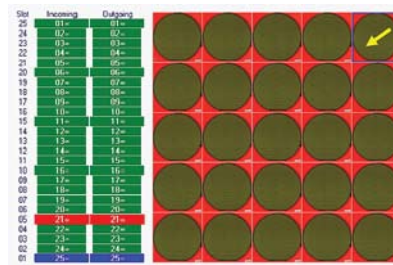 Slot Incoming Outgoing
25 01= 01=
24 02= 02=
23 03= 03=
22 04= 04=
21 05= 05=
20 06= 06=
19 07= 07=
18 08= 08=
17 09= 09=
16 10= 10=
15 11= 11=
14 12= 12=
13 13= 13=
12 14= 14=
11 15= 15=
10 16= 16=
09 17= 17=
08 18= 18=
07 19= 19=
06 20= 20=
05 21= 21=
04 22= 22=
03 23= 23=
02 24= 24=
01 25= 25=